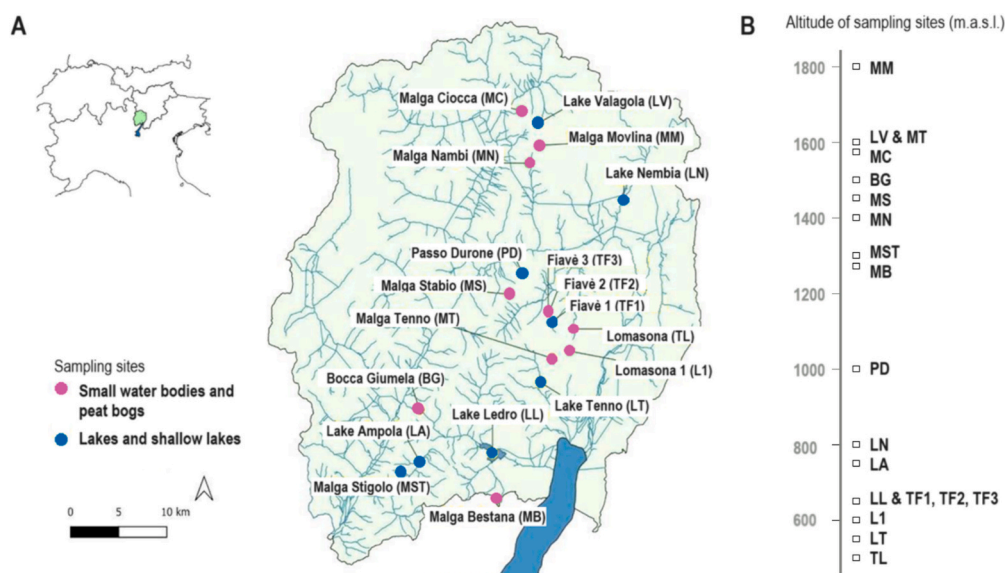 A
B
Altitude of sampling sites (m.a.s.l.)
Malga Ciocca (MC)
Lake Valagola (LV)
Malga Movlina (MM)
Malga Nambi (MN)
Lake Nembia (LN)
Passo Durone (PD)
Fiavè 3 (TF3)
Malga Stabio (MS)
Fiavè 2 (TF2)
Fiavè 1 (TF1)
Malga Tenno (MT)
Lomasona (TL)
Lomasona 1 (L1)
Bocca Giumela (BG)
Lake Tenno (LT)
Lake Ledro (LL)
Lake Ampola (LA)
Malga Stigolo (MST)
Malga Bestana (MB)
Sampling sites
Small water bodies and
peat bogs
Lakes and shallow lakes
0 5 10 km
1800 MM
LV & MT
1600
MC
BG
MS
1400 MN
MST
MB
1200
1000 PD
800 LN
LA
LL & TF1, TF2, TF3
600 L1
LT
TL